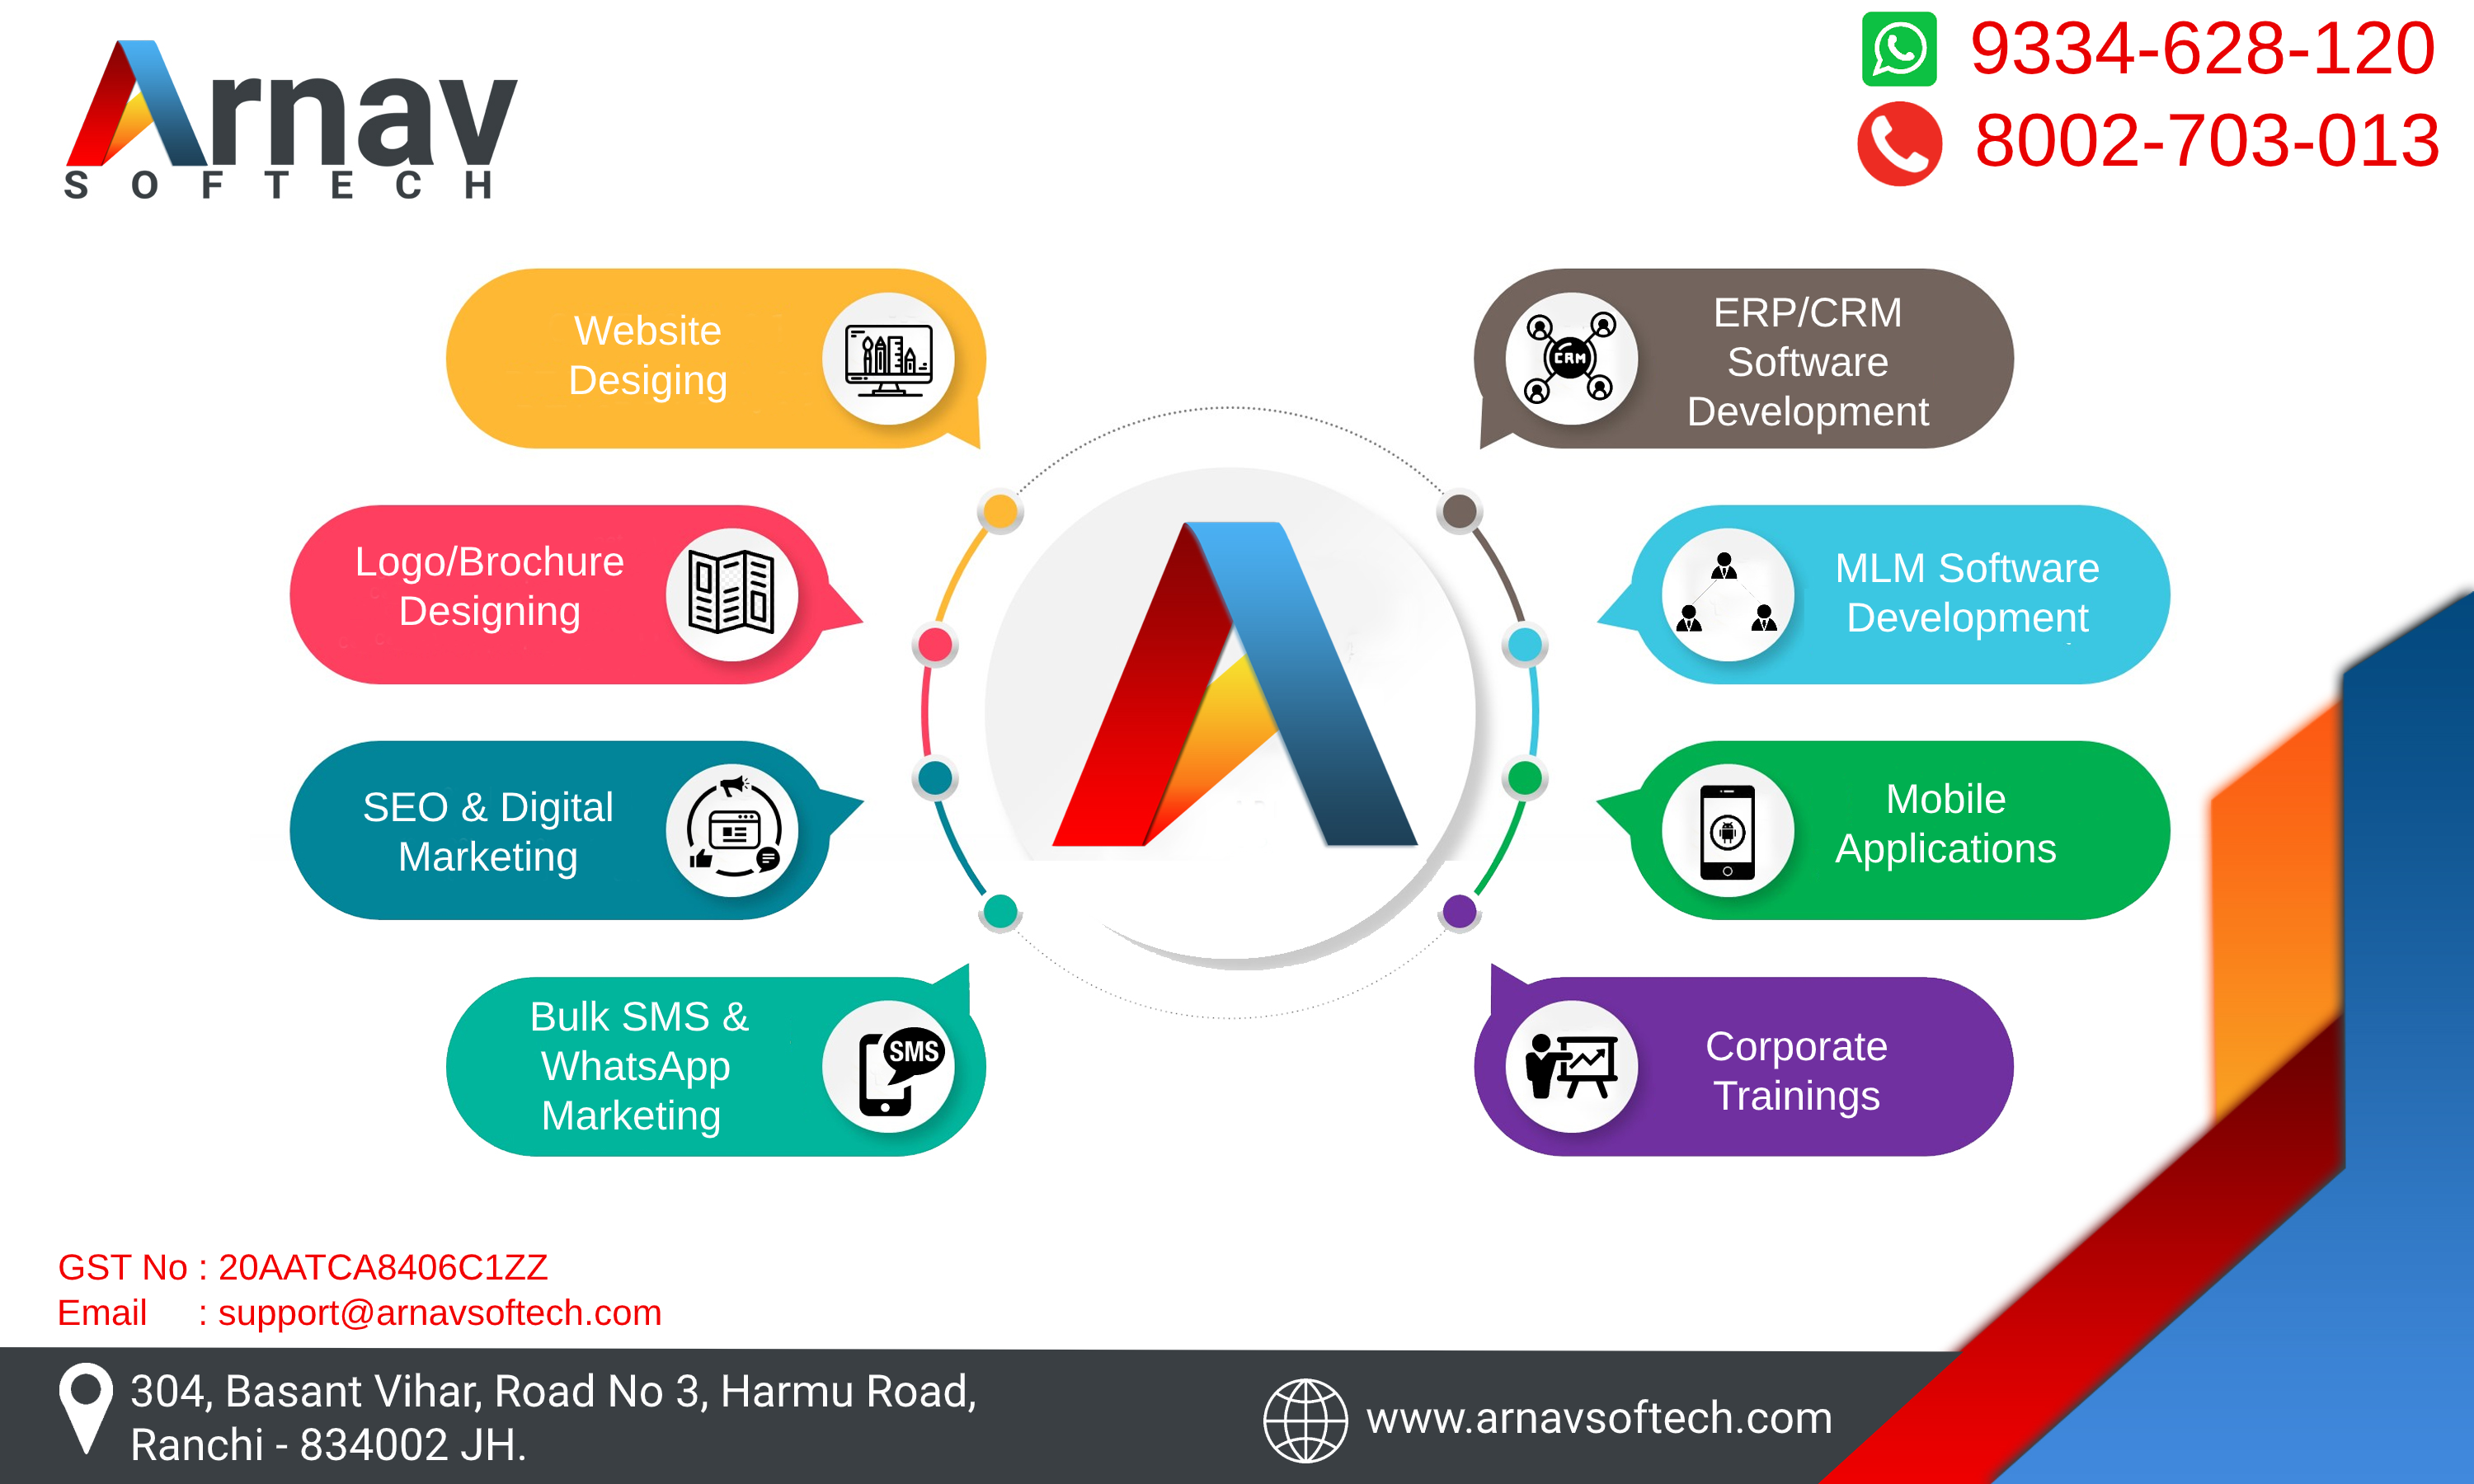 Arnav
SOFTECH
9334-628-120
8002-703-013
Website
Desiging
Logo/Brochure
Designing
SEO & Digital
Marketing
Bulk SMS &
WhatsApp
Marketing
SMS
ERP/CRM
Software
Development
CRM
MLM Software
Development
Mobile
Applications
Corporate
Trainings
GST No : 20AATCA8406C1ZZ
Email : support@arnavsoftech.com
304, Basant Vihar, Road No 3, Harmu Road,
Ranchi - 834002 JH.
www.arnavsoftech.com